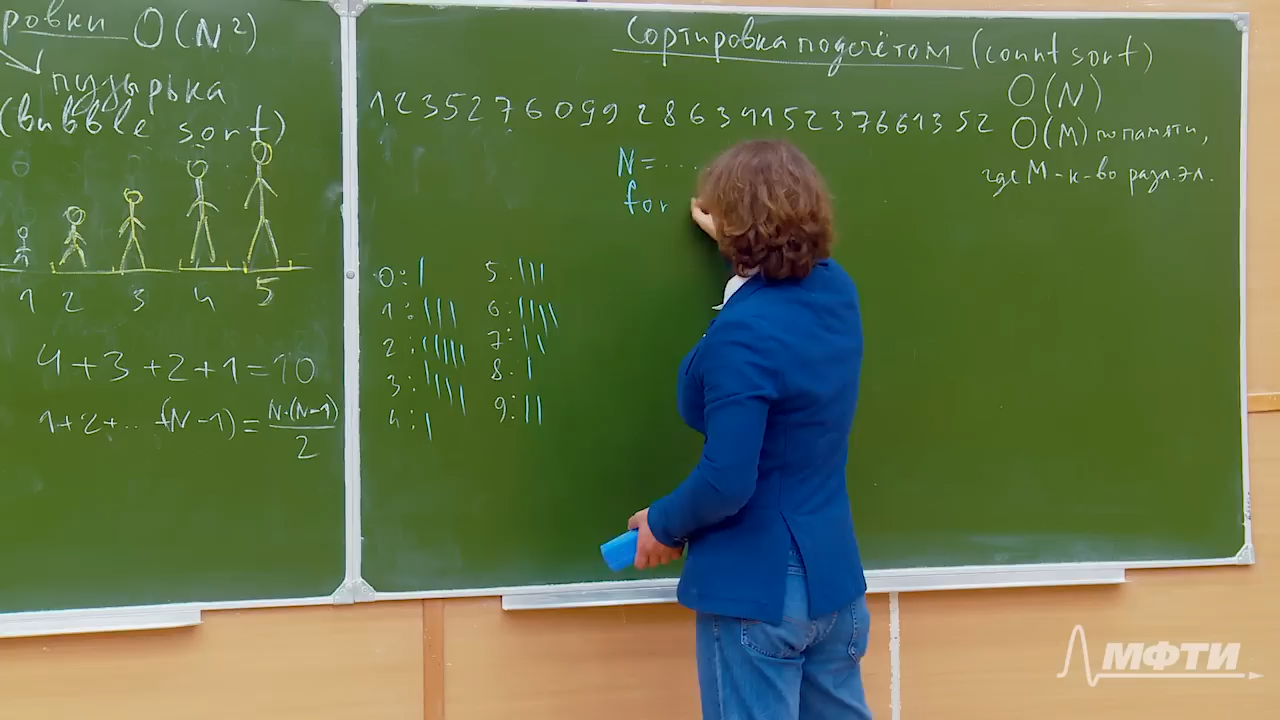 ровки O(N²)
пузырька
(bubble sort)
1 2 3 4 5
4+3+2+1=10
1+2+... +(N-1) = N·(N-1) / 2
Сортировка подсчётом (count sort)
O(N)
1 2 3 5 2 7 6 0 9 9 2 8 6 3 4 1 5 2 3 7 6 6 1 3 5 2
O(M) по памяти,
где M - к-во разл. эл.
N = ...
for
0: | 5: ||||
1: |||| 6: ||||
2: |||||| 7: ||
3: ||||| 8: |
4: | 9: ||
МФТИ